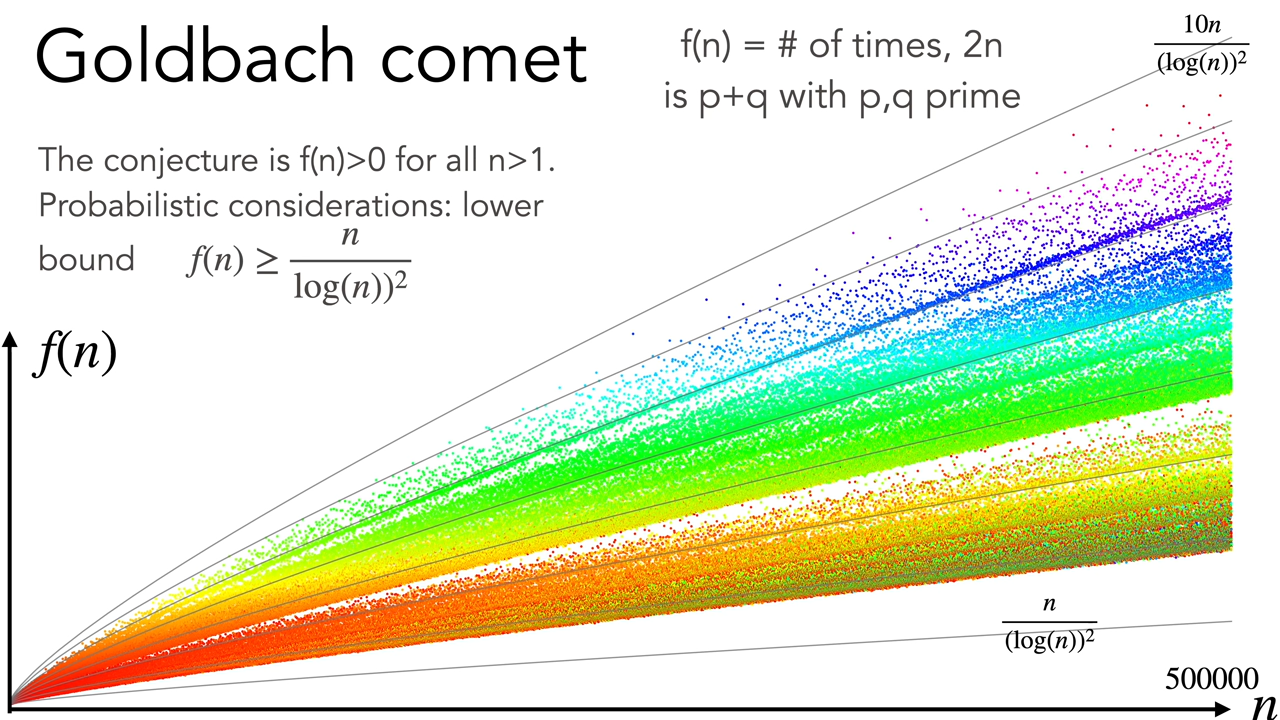 Goldbach comet
f(n) = # of times, 2n
is p+q with p,q prime
10n
(log(n))²
The conjecture is f(n)>0 for all n>1.
Probabilistic considerations: lower
bound f(n) ≥ n
log(n))²
f(n)
n
(log(n))²
500000
n